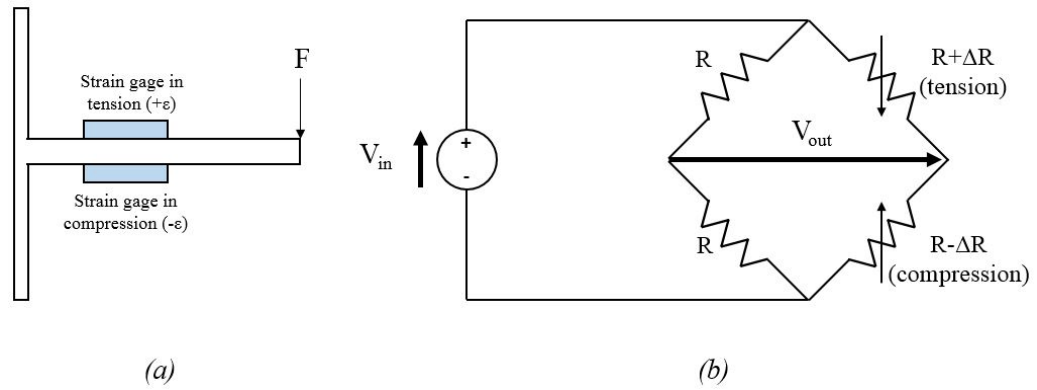 Strain gage in
tension (+ε)
F
Strain gage in
compression (-ε)
(a)
V_in
+
-
R
R+ΔR
(tension)
V_out
R
R-ΔR
(compression)
(b)